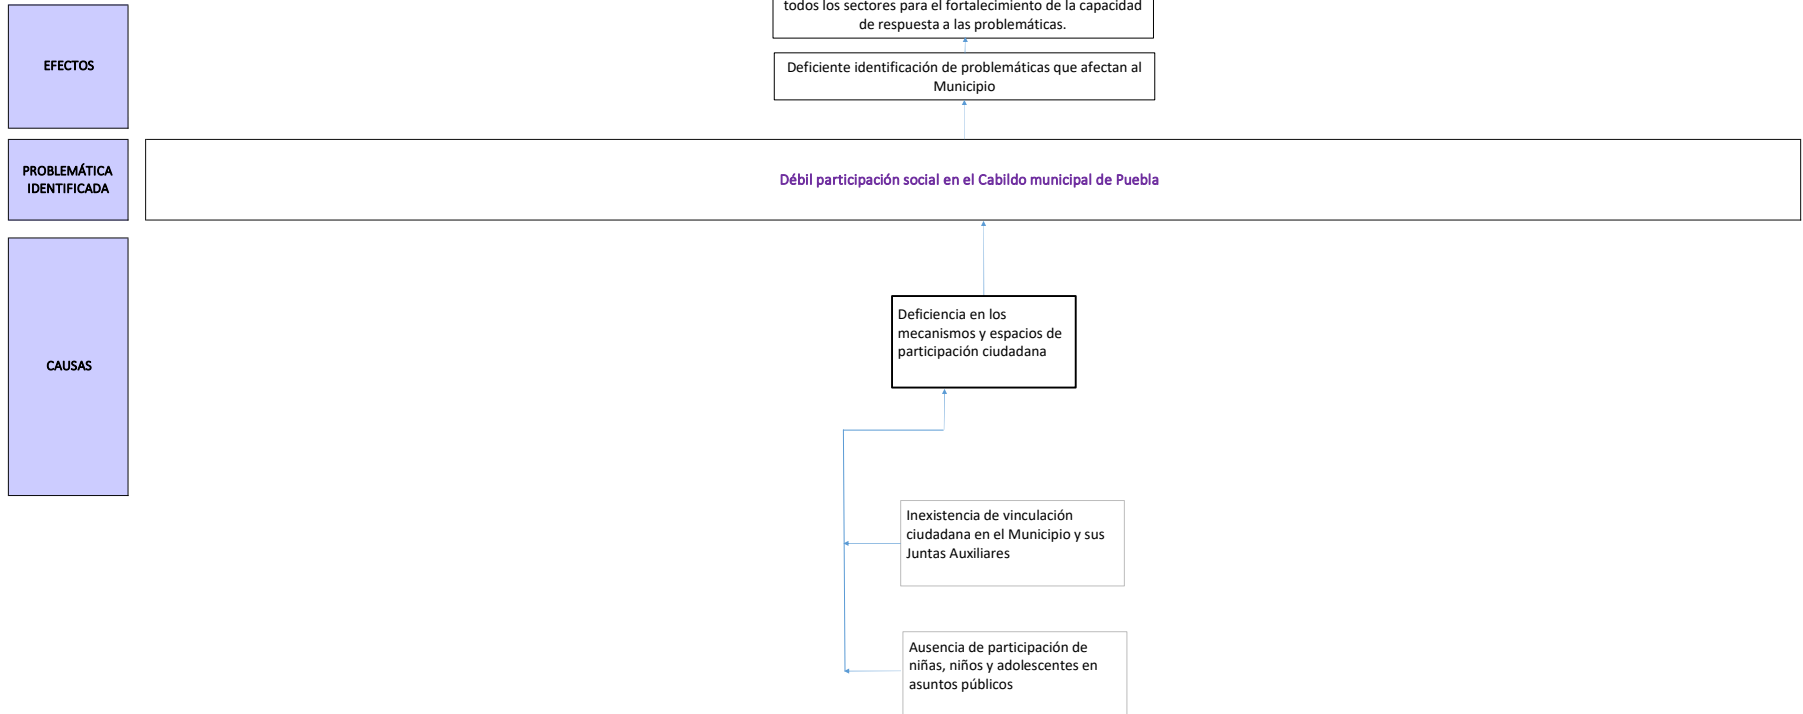 todos los sectores para el fortalecimiento de la capacidad
de respuesta a las problemáticas.
EFECTOS
Deficiente identificación de problemáticas que afectan al
Municipio
PROBLEMÁTICA
IDENTIFICADA
Débil participación social en el Cabildo municipal de Puebla
CAUSAS
Deficiencia en los
mecanismos y espacios de
participación ciudadana
Inexistencia de vinculación
ciudadana en el Municipio y sus
Juntas Auxiliares
Ausencia de participación de
niñas, niños y adolescentes en
asuntos públicos